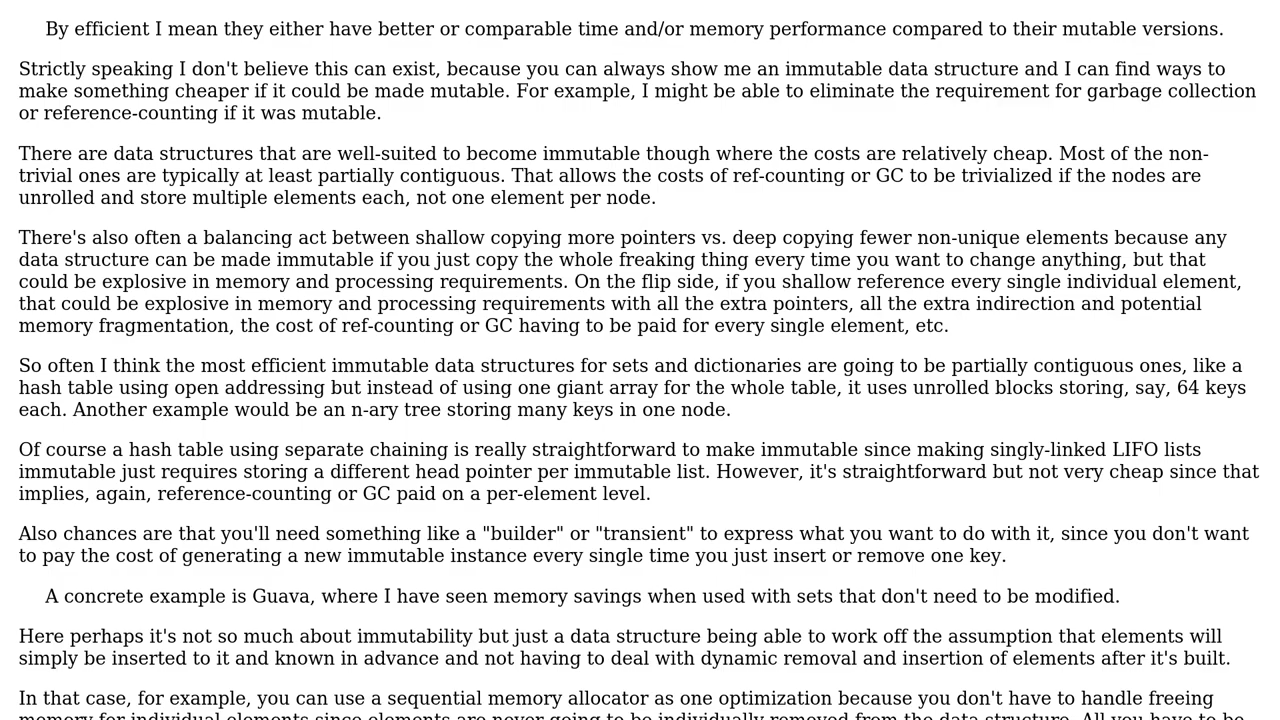 By efficient I mean they either have better or comparable time and/or memory performance compared to their mutable versions.
Strictly speaking I don't believe this can exist, because you can always show me an immutable data structure and I can find ways to
make something cheaper if it could be made mutable. For example, I might be able to eliminate the requirement for garbage collection
or reference-counting if it was mutable.
There are data structures that are well-suited to become immutable though where the costs are relatively cheap. Most of the non-
trivial ones are typically at least partially contiguous. That allows the costs of ref-counting or GC to be trivialized if the nodes are
unrolled and store multiple elements each, not one element per node.
There's also often a balancing act between shallow copying more pointers vs. deep copying fewer non-unique elements because any
data structure can be made immutable if you just copy the whole freaking thing every time you want to change anything, but that
could be explosive in memory and processing requirements. On the flip side, if you shallow reference every single individual element,
that could be explosive in memory and processing requirements with all the extra pointers, all the extra indirection and potential
memory fragmentation, the cost of ref-counting or GC having to be paid for every single element, etc.
So often I think the most efficient immutable data structures for sets and dictionaries are going to be partially contiguous ones, like a
hash table using open addressing but instead of using one giant array for the whole table, it uses unrolled blocks storing, say, 64 keys
each. Another example would be an n-ary tree storing many keys in one node.
Of course a hash table using separate chaining is really straightforward to make immutable since making singly-linked LIFO lists
immutable just requires storing a different head pointer per immutable list. However, it's straightforward but not very cheap since that
implies, again, reference-counting or GC paid on a per-element level.
Also chances are that you'll need something like a "builder" or "transient" to express what you want to do with it, since you don't want
to pay the cost of generating a new immutable instance every single time you just insert or remove one key.
A concrete example is Guava, where I have seen memory savings when used with sets that don't need to be modified.
Here perhaps it's not so much about immutability but just a data structure being able to work off the assumption that elements will
simply be inserted to it and known in advance and not having to deal with dynamic removal and insertion of elements after it's built.
In that case, for example, you can use a sequential memory allocator as one optimization because you don't have to handle freeing
memory for individual elements since elements are never going to be individually removed from the data structure. All you have to be